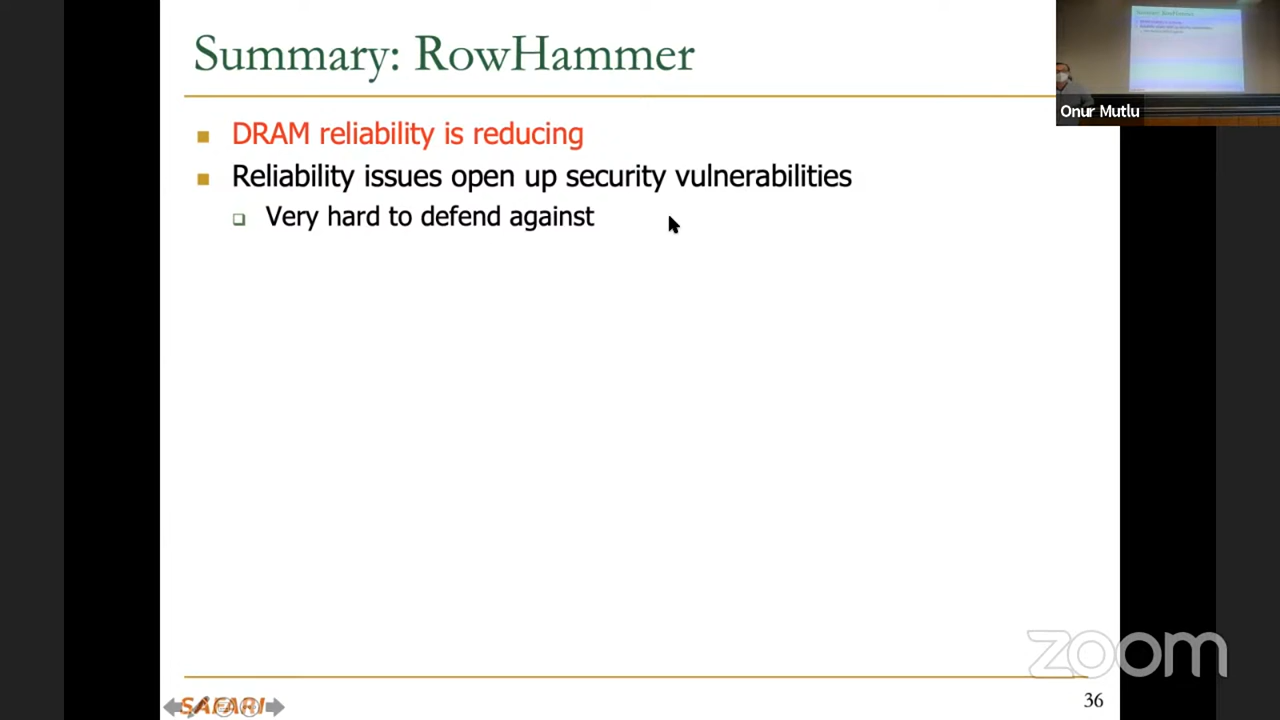 Summary: RowHammer
Onur Mutlu
DRAM reliability is reducing
Reliability issues open up security vulnerabilities
Very hard to defend against
zoom
SAFARI
36